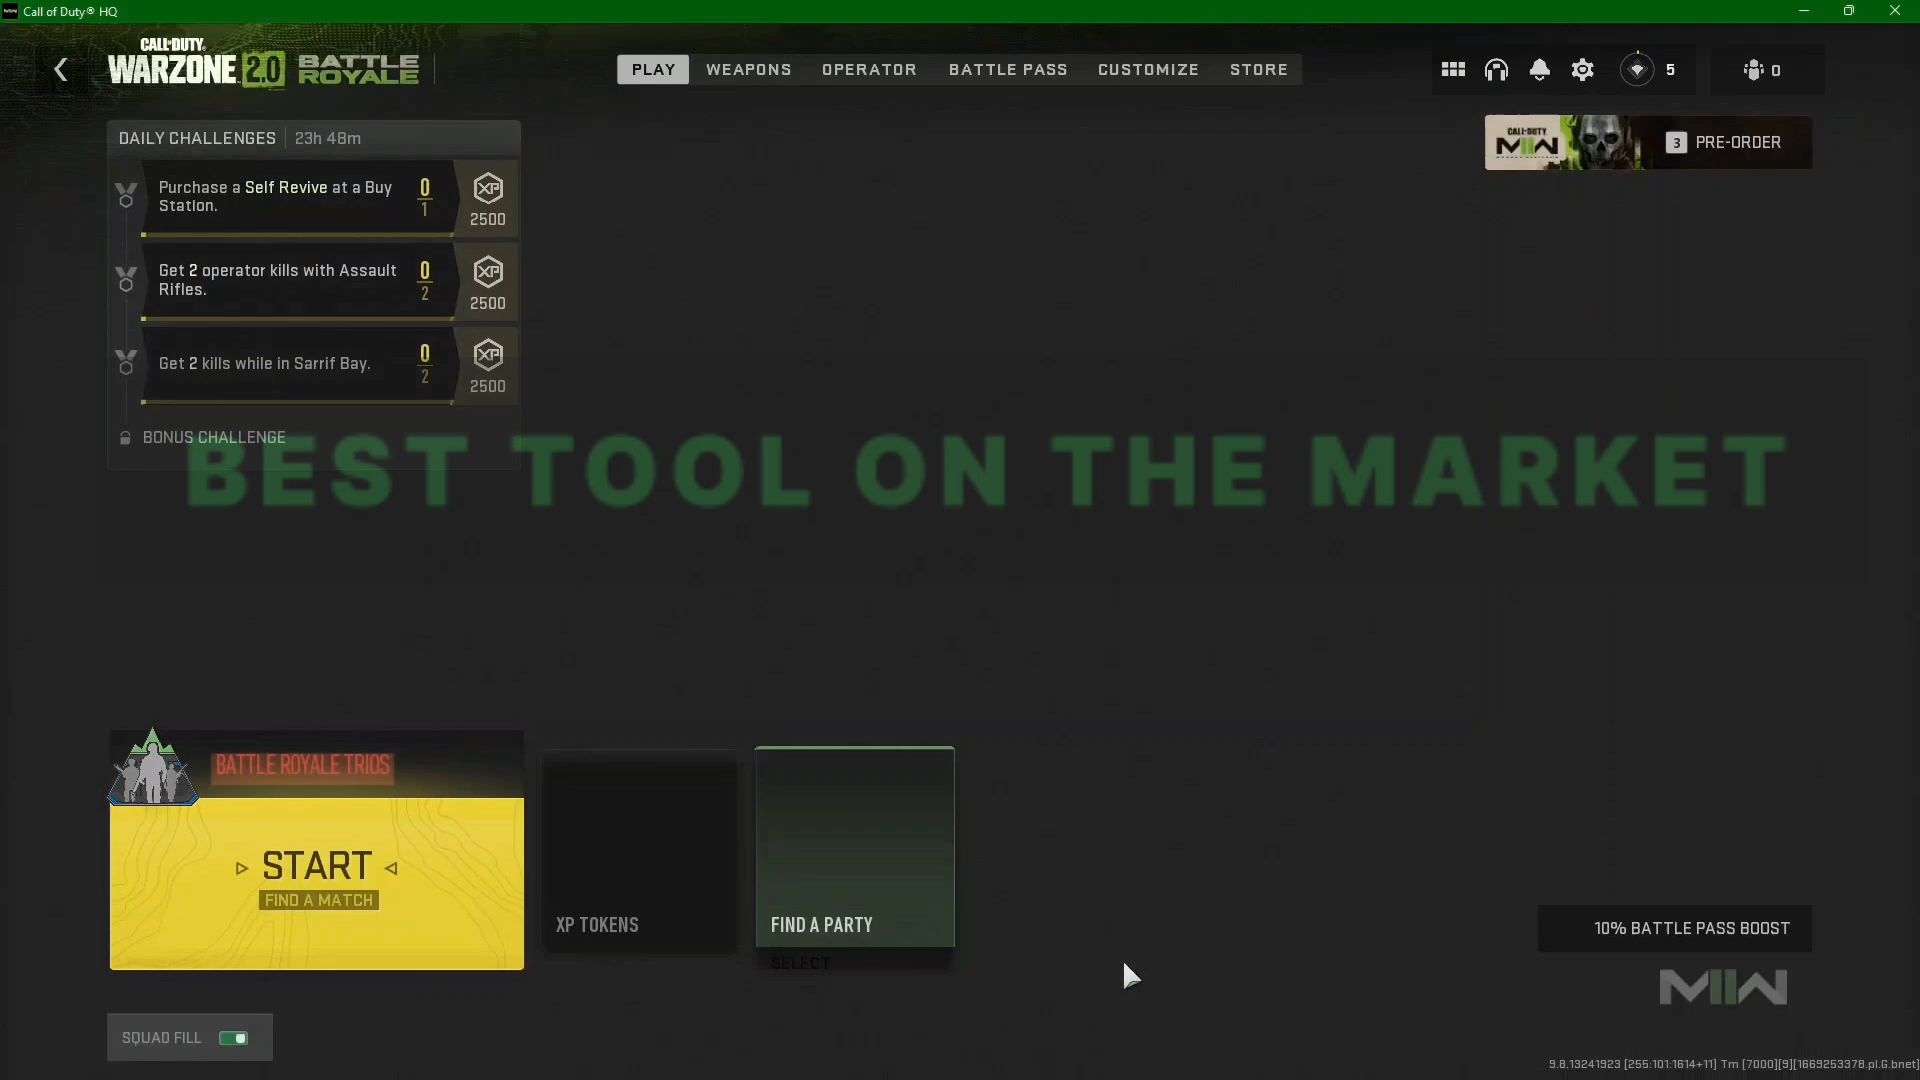 Call of Duty® HQ
CALL OF DUTY
WARZONE 2.0 BATTLE ROYALE
PLAY WEAPONS OPERATOR BATTLE PASS CUSTOMIZE STORE
5
0
DAILY CHALLENGES 23h 48m
CALL OF DUTY
MW
3 PRE-ORDER
Purchase a Self Revive at a Buy
Station.
0
1
XP
2500
Get 2 operator kills with Assault
Rifles.
0
2
XP
2500
Get 2 kills while in Sarrif Bay.
0
2
XP
2500
BONUS CHALLENGE
BEST TOOL ON THE MARKET
BATTLE ROYALE TRIOS
START
FIND A MATCH
XP TOKENS
FIND A PARTY
SELECT
10% BATTLE PASS BOOST
MW
SQUAD FILL
9.8.13241923 [255:101:1614+11] Tm [7000][9][1669253378.pl.G.bnet]